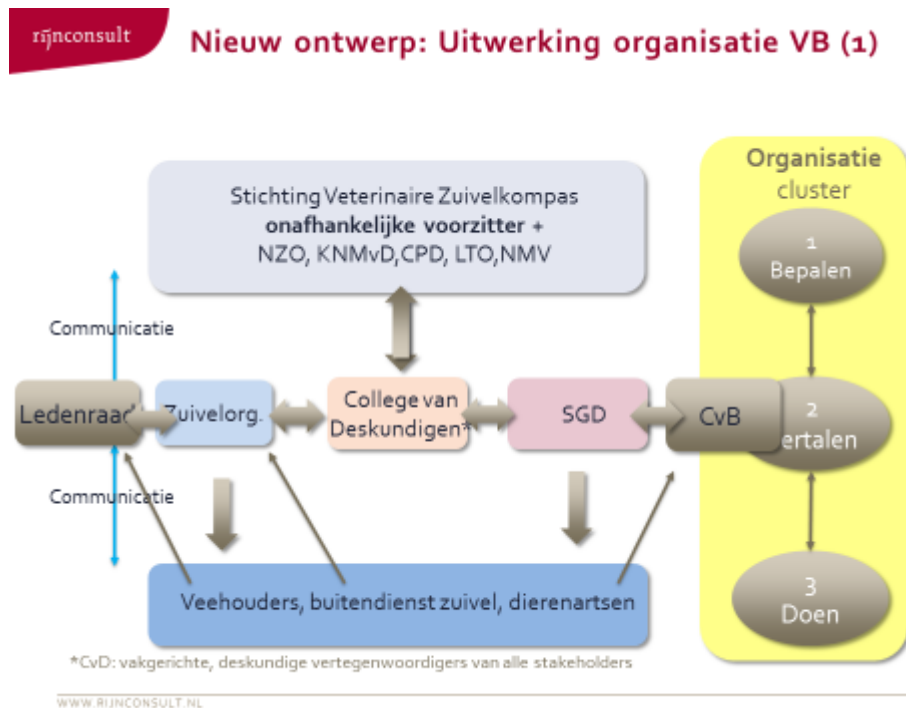 rijnconsult
Nieuw ontwerp: Uitwerking organisatie VB (1)
Organisatie
cluster
Stichting Veterinaire Zuivelkompas
onafhankelijke voorzitter +
NZO, KNMvD,CPD, LTO,NMV
1
Bepalen
Communicatie
Ledenraad
Zuivelorg.
College van
Deskundigen*
SGD
CvB
2
ertalen
Communicatie
Veehouders, buitendienst zuivel, dierenartsen
3
Doen
*CvD: vakgerichte, deskundige vertegenwoordigers van alle stakeholders
WWW.RIJNCONSULT.NL